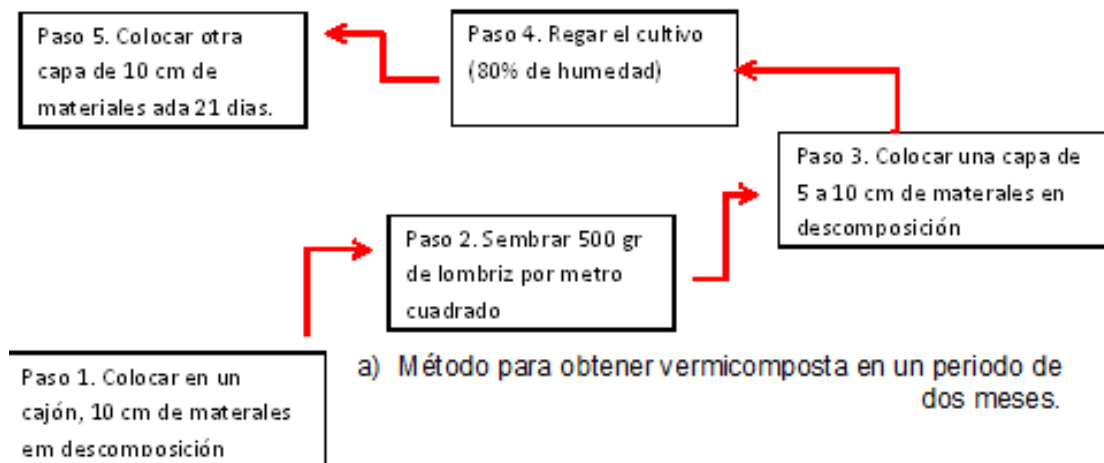 Paso 5. Colocar otra
capa de 10 cm de
materiales ada 21 dias.
Paso 4. Regar el cultivo
(80% de humedad)
Paso 3. Colocar una capa de
5 a 10 cm de materales en
descomposición
Paso 2. Sembrar 500 gr
de lombriz por metro
cuadrado
Paso 1. Colocar en un
cajón, 10 cm de materales
em descomposición
a) Método para obtener vermicomposta en un periodo de
dos meses.